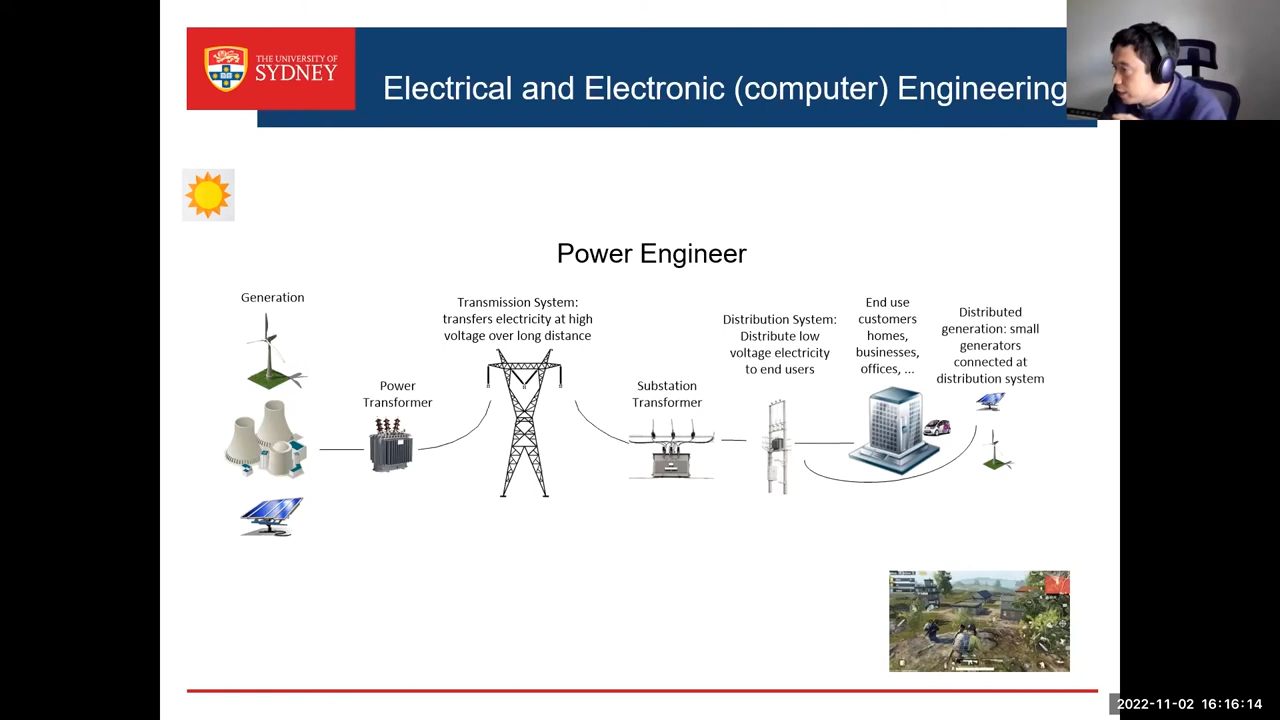 THE UNIVERSITY OF
SYDNEY
Electrical and Electronic (computer) Engineering
Power Engineer
Generation
Power
Transformer
Transmission System:
transfers electricity at high
voltage over long distance
Substation
Transformer
Distribution System:
Distribute low
voltage electricity
to end users
End use
customers
homes,
businesses,
offices, ...
Distributed
generation: small
generators
connected at
distribution system
2022-11-02 16:16:14